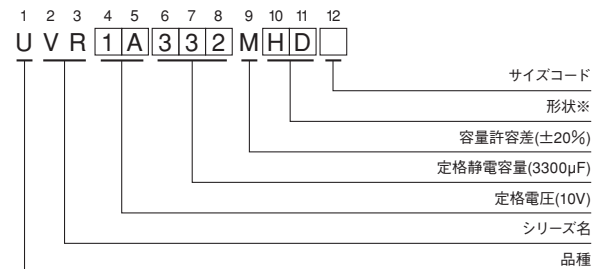 1 2 3 4 5 6 7 8 9 10 11 12
U V R 1 A 3 3 2 M H D
サイズコード
形状※
容量許容差(±20%)
定格静電容量(3300µF)
定格電圧(10V)
シリーズ名
品種